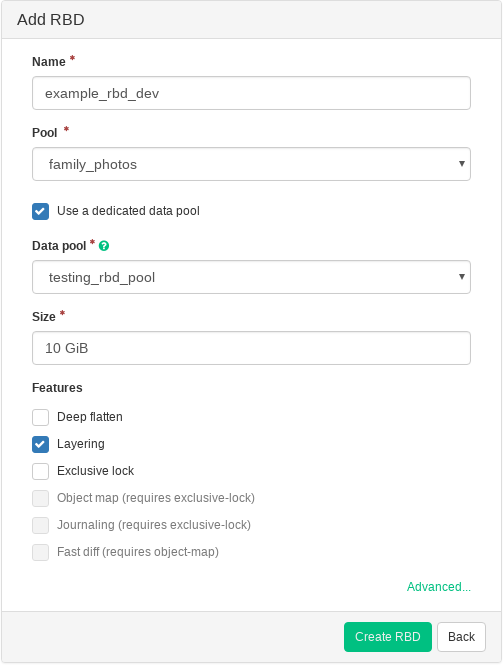 Add RBD
Name *
example_rbd_dev
Pool *
family_photos
Use a dedicated data pool
Data pool * ?
testing_rbd_pool
Size *
10 GiB
Features
Deep flatten
Layering
Exclusive lock
Object map (requires exclusive-lock)
Journaling (requires exclusive-lock)
Fast diff (requires object-map)
Advanced...
Create RBD Back